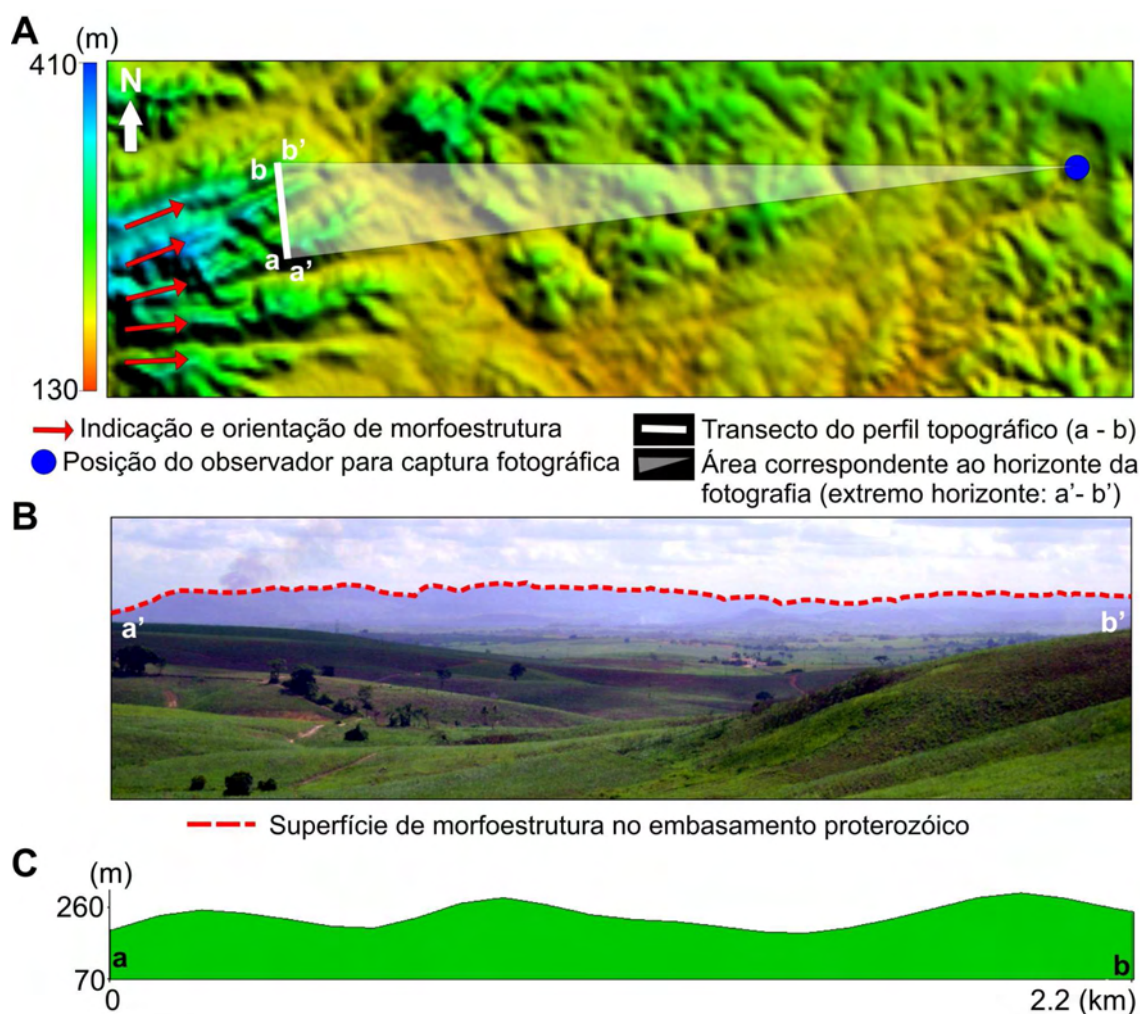 A
(m)
410
N
130
b b'
a a'
Indicação e orientação de morfoestrutura
Posição do observador para captura fotográfica
Transecto do perfil topográfico (a - b)
Área correspondente ao horizonte da
fotografia (extremo horizonte: a'- b')
B
a' b'
Superfície de morfoestrutura no embasamento proterozóico
C
(m)
260
70
a b
0 2.2 (km)